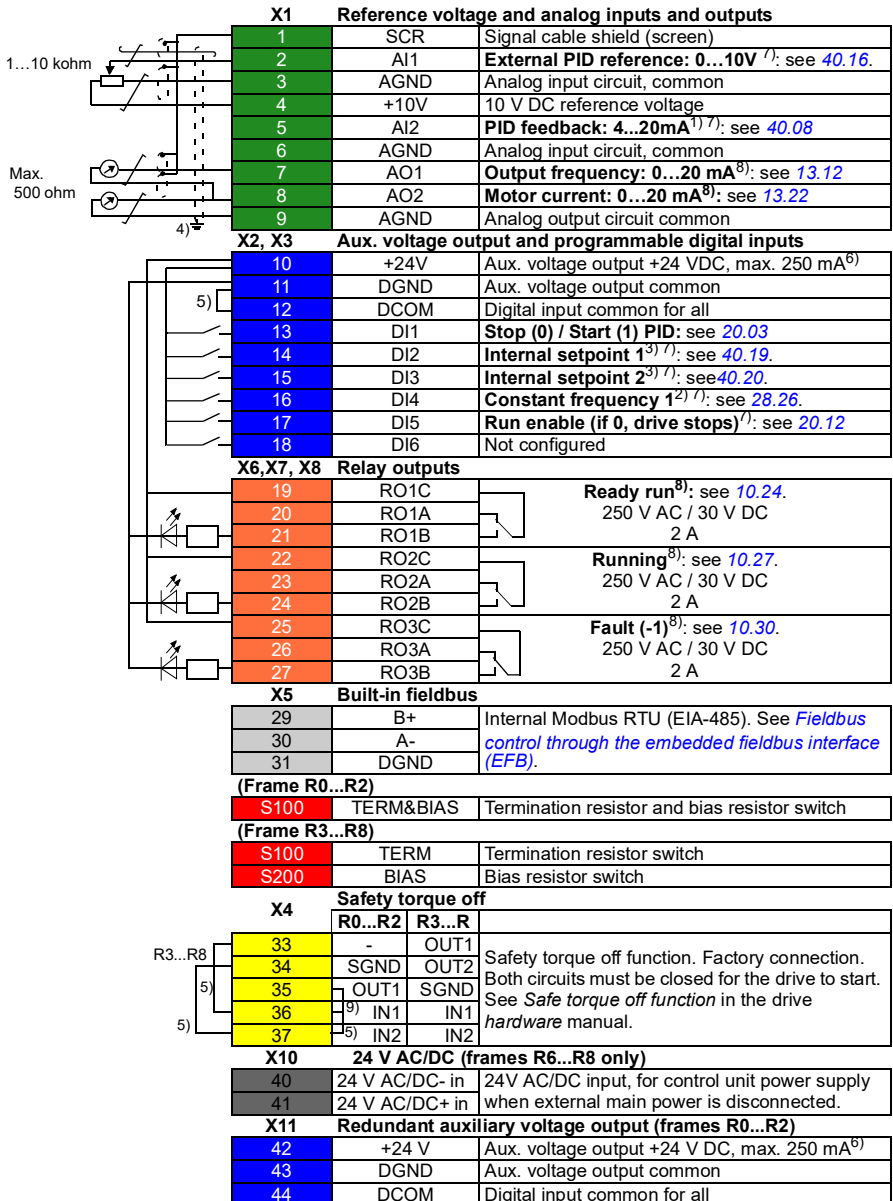 X1 Reference voltage and analog inputs and outputs
1 SCR Signal cable shield (screen)
1…10 kohm
2 AI1 External PID reference: 0…10V 7): see 40.16.
3 AGND Analog input circuit, common
4 +10V 10 V DC reference voltage
5 AI2 PID feedback: 4...20mA1) 7): see 40.08
6 AGND Analog input circuit, common
Max.
500 ohm
7 AO1 Output frequency: 0…20 mA8): see 13.12
8 AO2 Motor current: 0…20 mA8): see 13.22
4)
9 AGND Analog output circuit common
X2, X3 Aux. voltage output and programmable digital inputs
10 +24V Aux. voltage output +24 VDC, max. 250 mA6)
11 DGND Aux. voltage output common
5)
12 DCOM Digital input common for all
13 DI1 Stop (0) / Start (1) PID: see 20.03
14 DI2 Internal setpoint 13) 7): see 40.19.
15 DI3 Internal setpoint 23) 7): see40.20.
16 DI4 Constant frequency 12) 7): see 28.26.
17 DI5 Run enable (if 0, drive stops)7): see 20.12
18 DI6 Not configured
X6,X7, X8 Relay outputs
19 RO1C Ready run8): see 10.24.
20 RO1A 250 V AC / 30 V DC
21 RO1B 2 A
22 RO2C Running8): see 10.27.
23 RO2A 250 V AC / 30 V DC
24 RO2B 2 A
25 RO3C Fault (-1)8): see 10.30.
26 RO3A 250 V AC / 30 V DC
27 RO3B 2 A
X5 Built-in fieldbus
29 B+ Internal Modbus RTU (EIA-485). See Fieldbus
30 A- control through the embedded fieldbus interface
31 DGND (EFB).
(Frame R0...R2)
S100 TERM&BIAS Termination resistor and bias resistor switch
(Frame R3...R8)
S100 TERM Termination resistor switch
S200 BIAS Bias resistor switch
X4 Safety torque off
R0...R2 R3...R
R3...R8
33 - OUT1
34 SGND OUT2
5)
35 OUT1 SGND
36 9) IN1 IN1
5)
37 5) IN2 IN2
Safety torque off function. Factory connection.
Both circuits must be closed for the drive to start.
See Safe torque off function in the drive
hardware manual.
X10 24 V AC/DC (frames R6...R8 only)
40 24 V AC/DC- in 24V AC/DC input, for control unit power supply
41 24 V AC/DC+ in when external main power is disconnected.
X11 Redundant auxiliary voltage output (frames R0...R2)
42 +24 V Aux. voltage output +24 V DC, max. 250 mA6)
43 DGND Aux. voltage output common
44 DCOM Digital input common for all